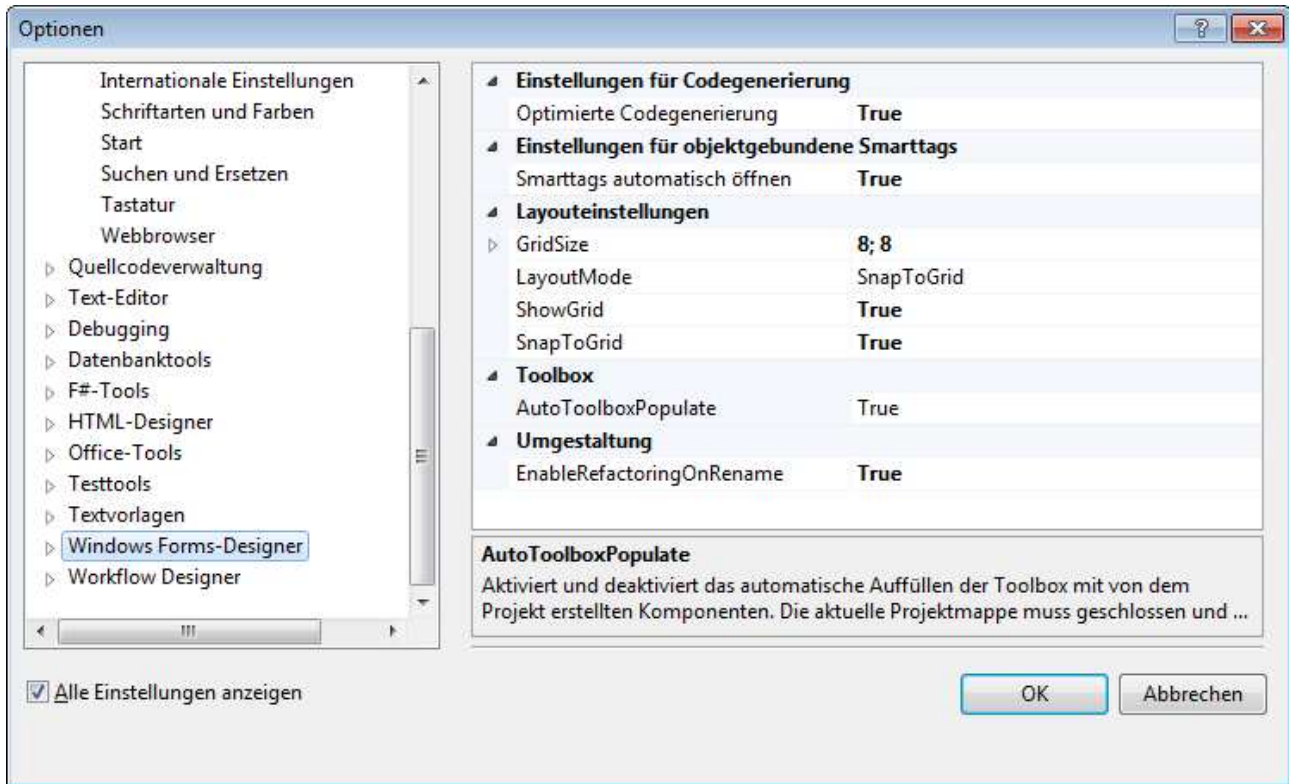 Optionen
Internationale Einstellungen
Schriftarten und Farben
Start
Suchen und Ersetzen
Tastatur
Webbrowser
Quellcodeverwaltung
Text-Editor
Debugging
Datenbanktools
F#-Tools
HTML-Designer
Office-Tools
Testtools
Textvorlagen
Windows Forms-Designer
Workflow Designer
Einstellungen für Codegenerierung
Optimierte Codegenerierung True
Einstellungen für objektgebundene Smarttags
Smarttags automatisch öffnen True
Layouteinstellungen
GridSize 8; 8
LayoutMode SnapToGrid
ShowGrid True
SnapToGrid True
Toolbox
AutoToolboxPopulate True
Umgestaltung
EnableRefactoringOnRename True
AutoToolboxPopulate
Aktiviert und deaktiviert das automatische Auffüllen der Toolbox mit von dem
Projekt erstellten Komponenten. Die aktuelle Projektmappe muss geschlossen und ...
Alle Einstellungen anzeigen
OK Abbrechen